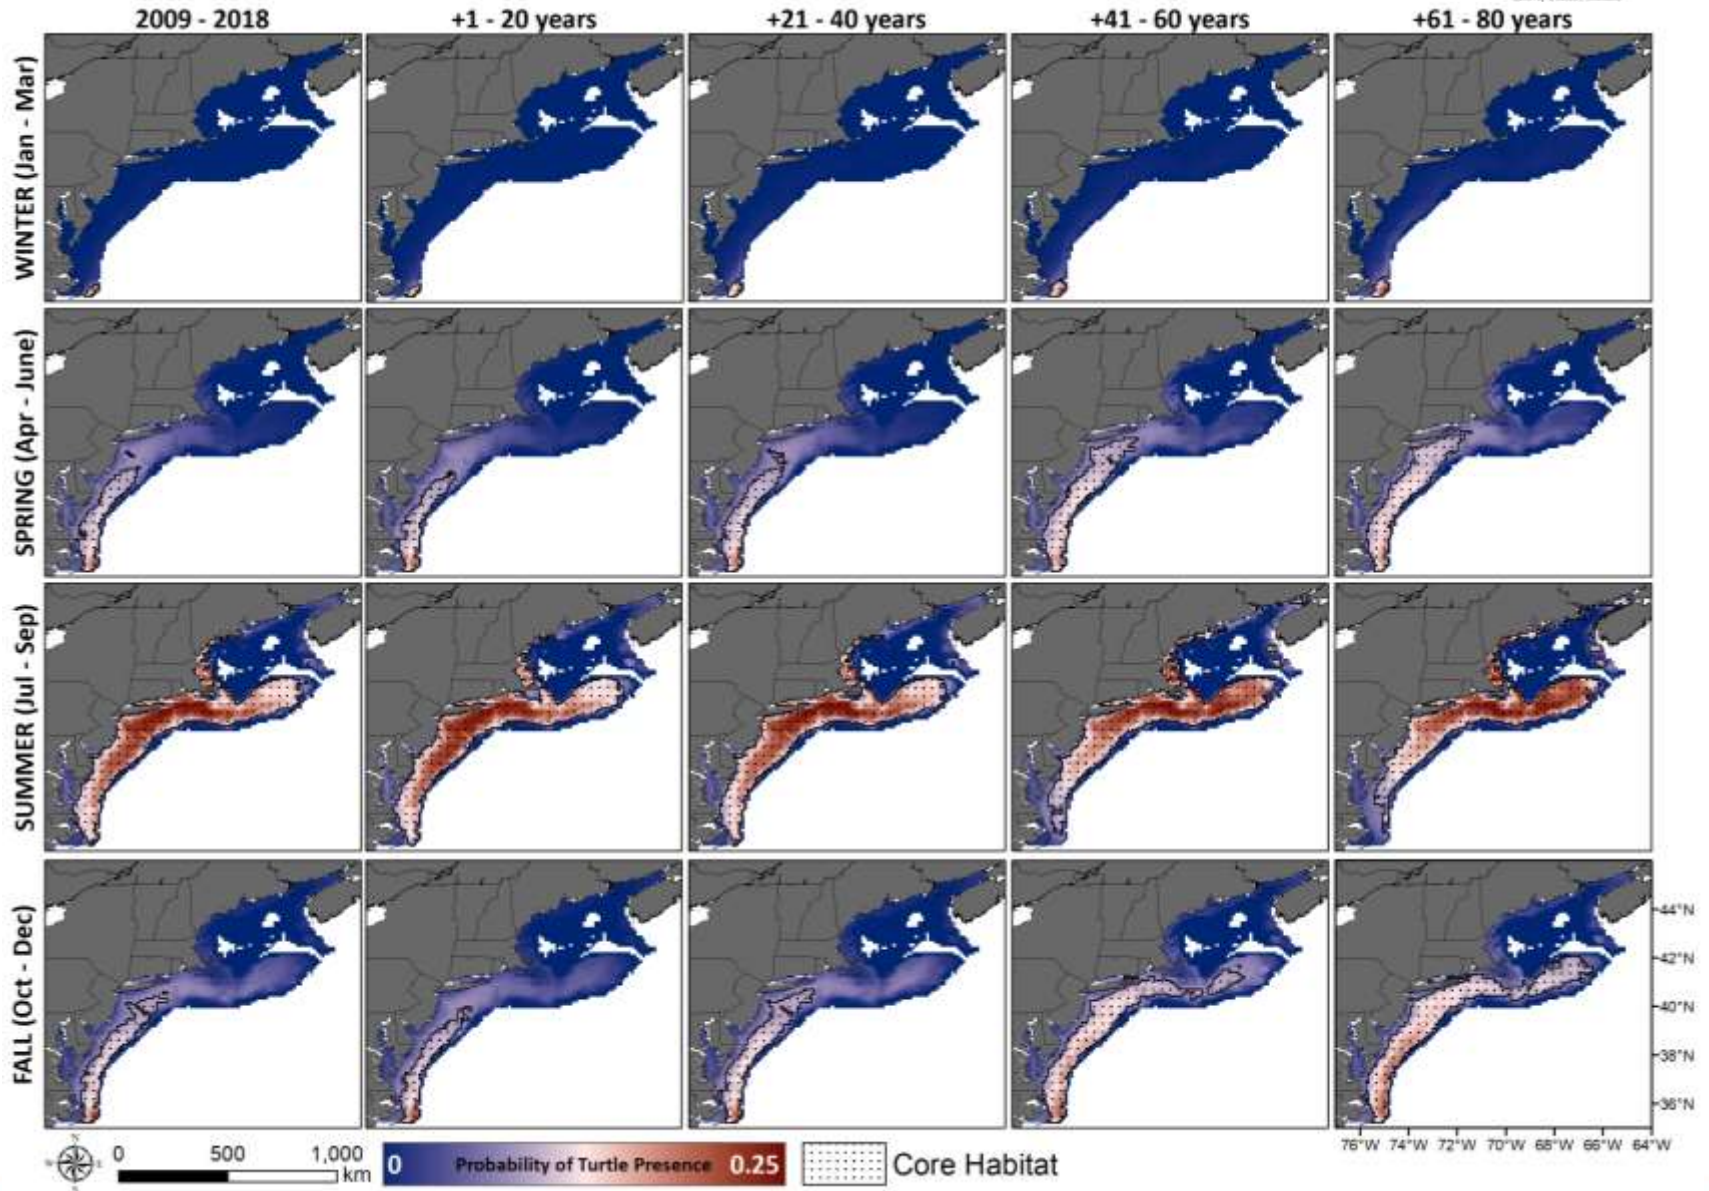 2009 - 2018
+1 - 20 years
+21 - 40 years
+41 - 60 years
+61 - 80 years
WINTER (Jan - Mar)
SPRING (Apr - June)
SUMMER (Jul - Sep)
FALL (Oct - Dec)
44°N
42°N
40°N
38°N
36°N
76°W 74°W 72°W 70°W 68°W 66°W 64°W
0 500 1,000
km
0 Probability of Turtle Presence 0.25
Core Habitat